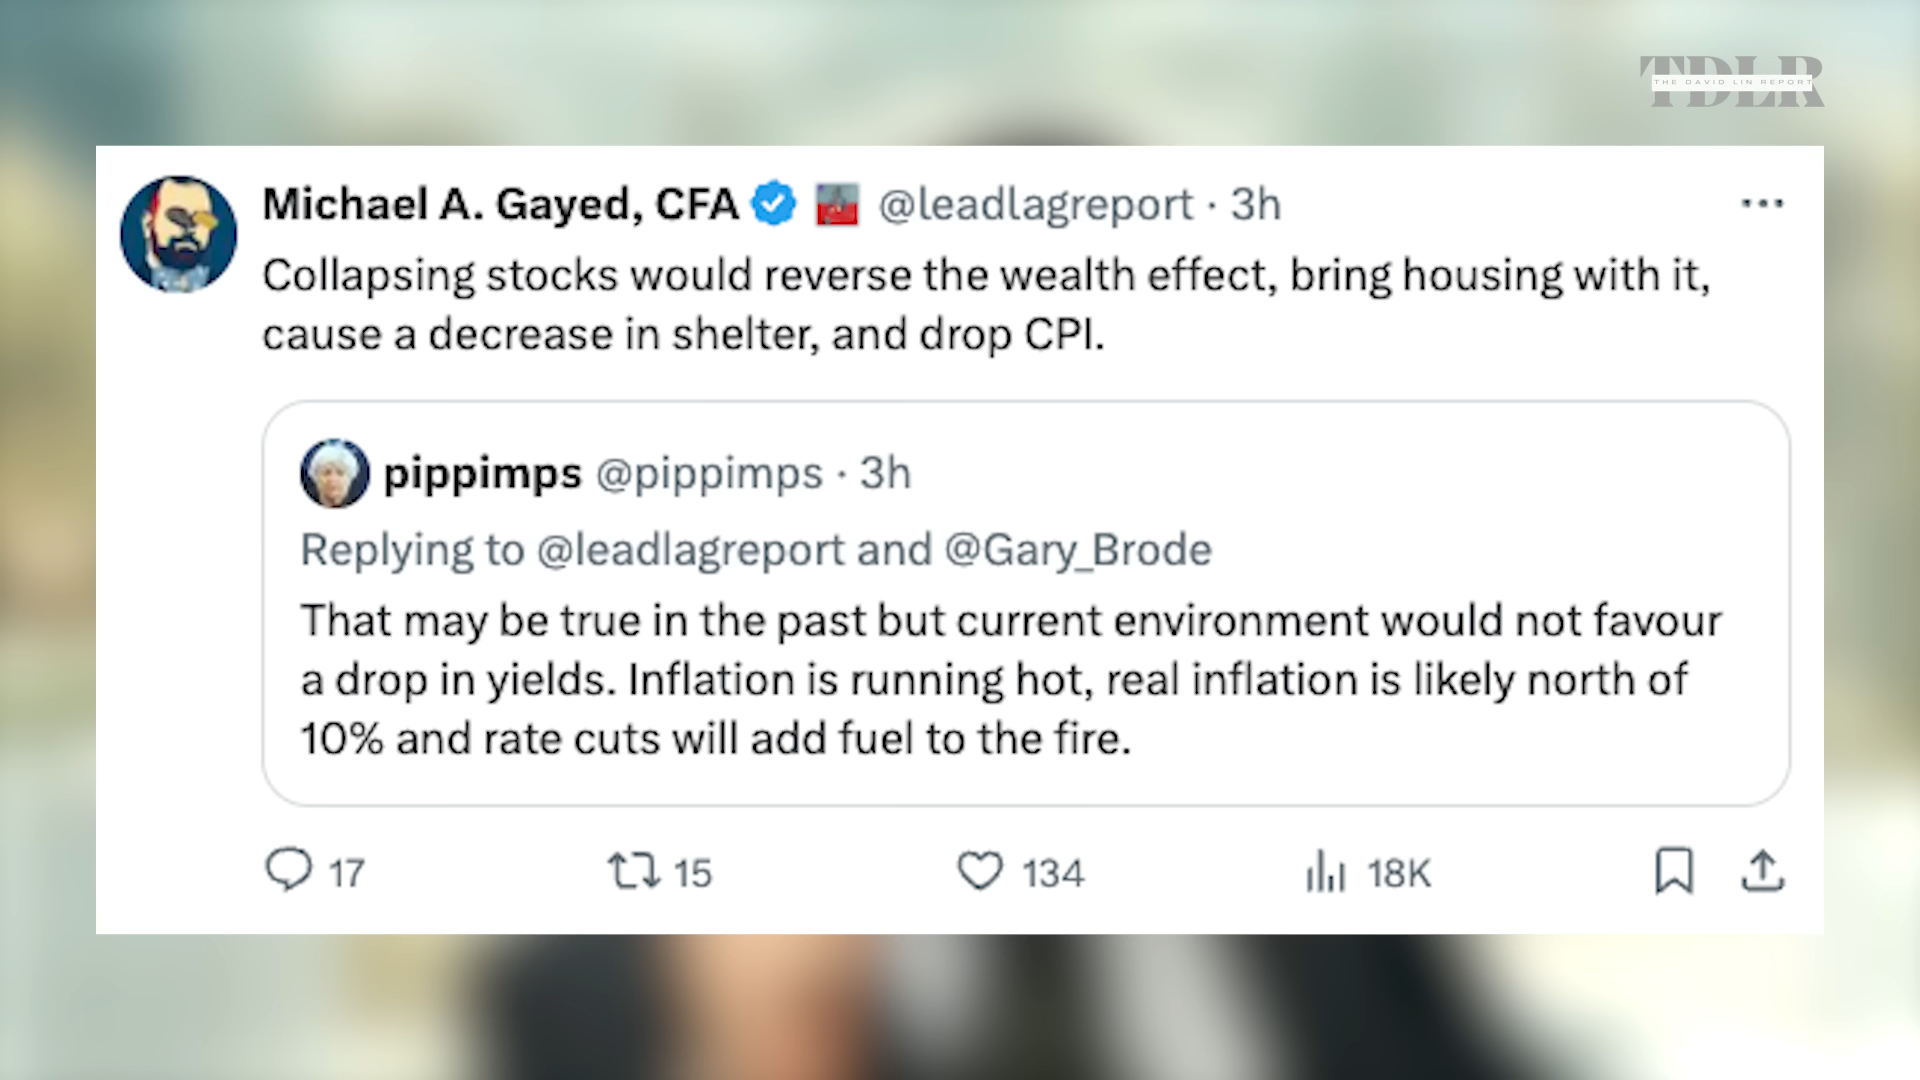 TDLR
THE DAVID LIN REPORT
Michael A. Gayed, CFA @leadlagreport · 3h
Collapsing stocks would reverse the wealth effect, bring housing with it,
cause a decrease in shelter, and drop CPI.
pippimps @pippimps · 3h
Replying to @leadlagreport and @Gary_Brode
That may be true in the past but current environment would not favour
a drop in yields. Inflation is running hot, real inflation is likely north of
10% and rate cuts will add fuel to the fire.
17 15 134 18K